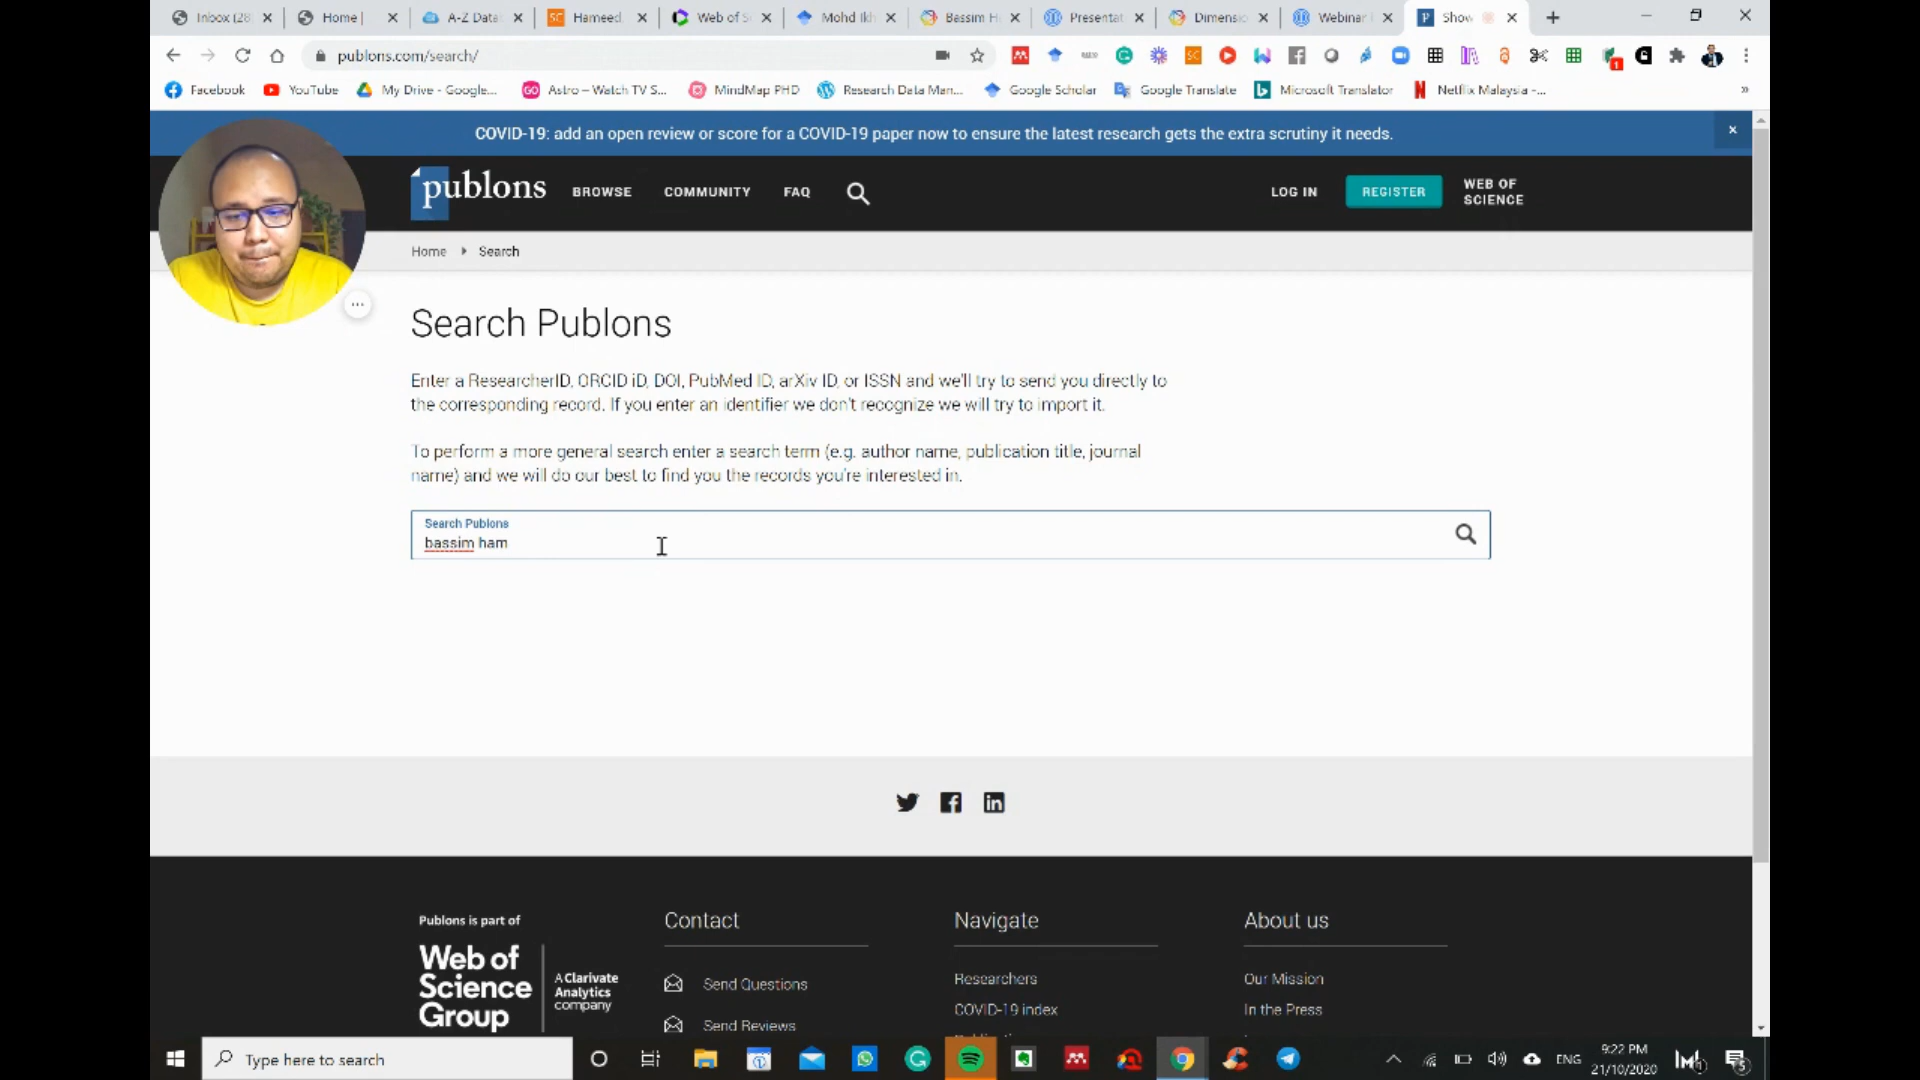 Inbox (28
Home |
A-Z Data
SC Hameed
Web of S
Mohd Ikh
Bassim H
Presentat
Dimensio
Webinar
Show
publons.com/search/
Facebook
YouTube
My Drive - Google...
Astro – Watch TV S...
MindMap PHD
Research Data Man...
Google Scholar
Google Translate
Microsoft Translator
Netflix Malaysia -...
COVID-19: add an open review or score for a COVID-19 paper now to ensure the latest research gets the extra scrutiny it needs.
publons
BROWSE
COMMUNITY
FAQ
LOG IN
REGISTER
WEB OF
SCIENCE
Home
Search
Search Publons
Enter a ResearcherID, ORCID iD, DOI, PubMed ID, arXiv ID, or ISSN and we'll try to send you directly to
the corresponding record. If you enter an identifier we don't recognize we will try to import it.
To perform a more general search enter a search term (e.g. author name, publication title, journal
name) and we will do our best to find you the records you're interested in.
Search Publons
bassim ham
Publons is part of
Web of
Science
Group
A Clarivate
Analytics
company
Contact
Send Questions
Send Reviews
Navigate
Researchers
COVID-19 index
About us
Our Mission
In the Press
Type here to search
ENG
9:22 PM
21/10/2020